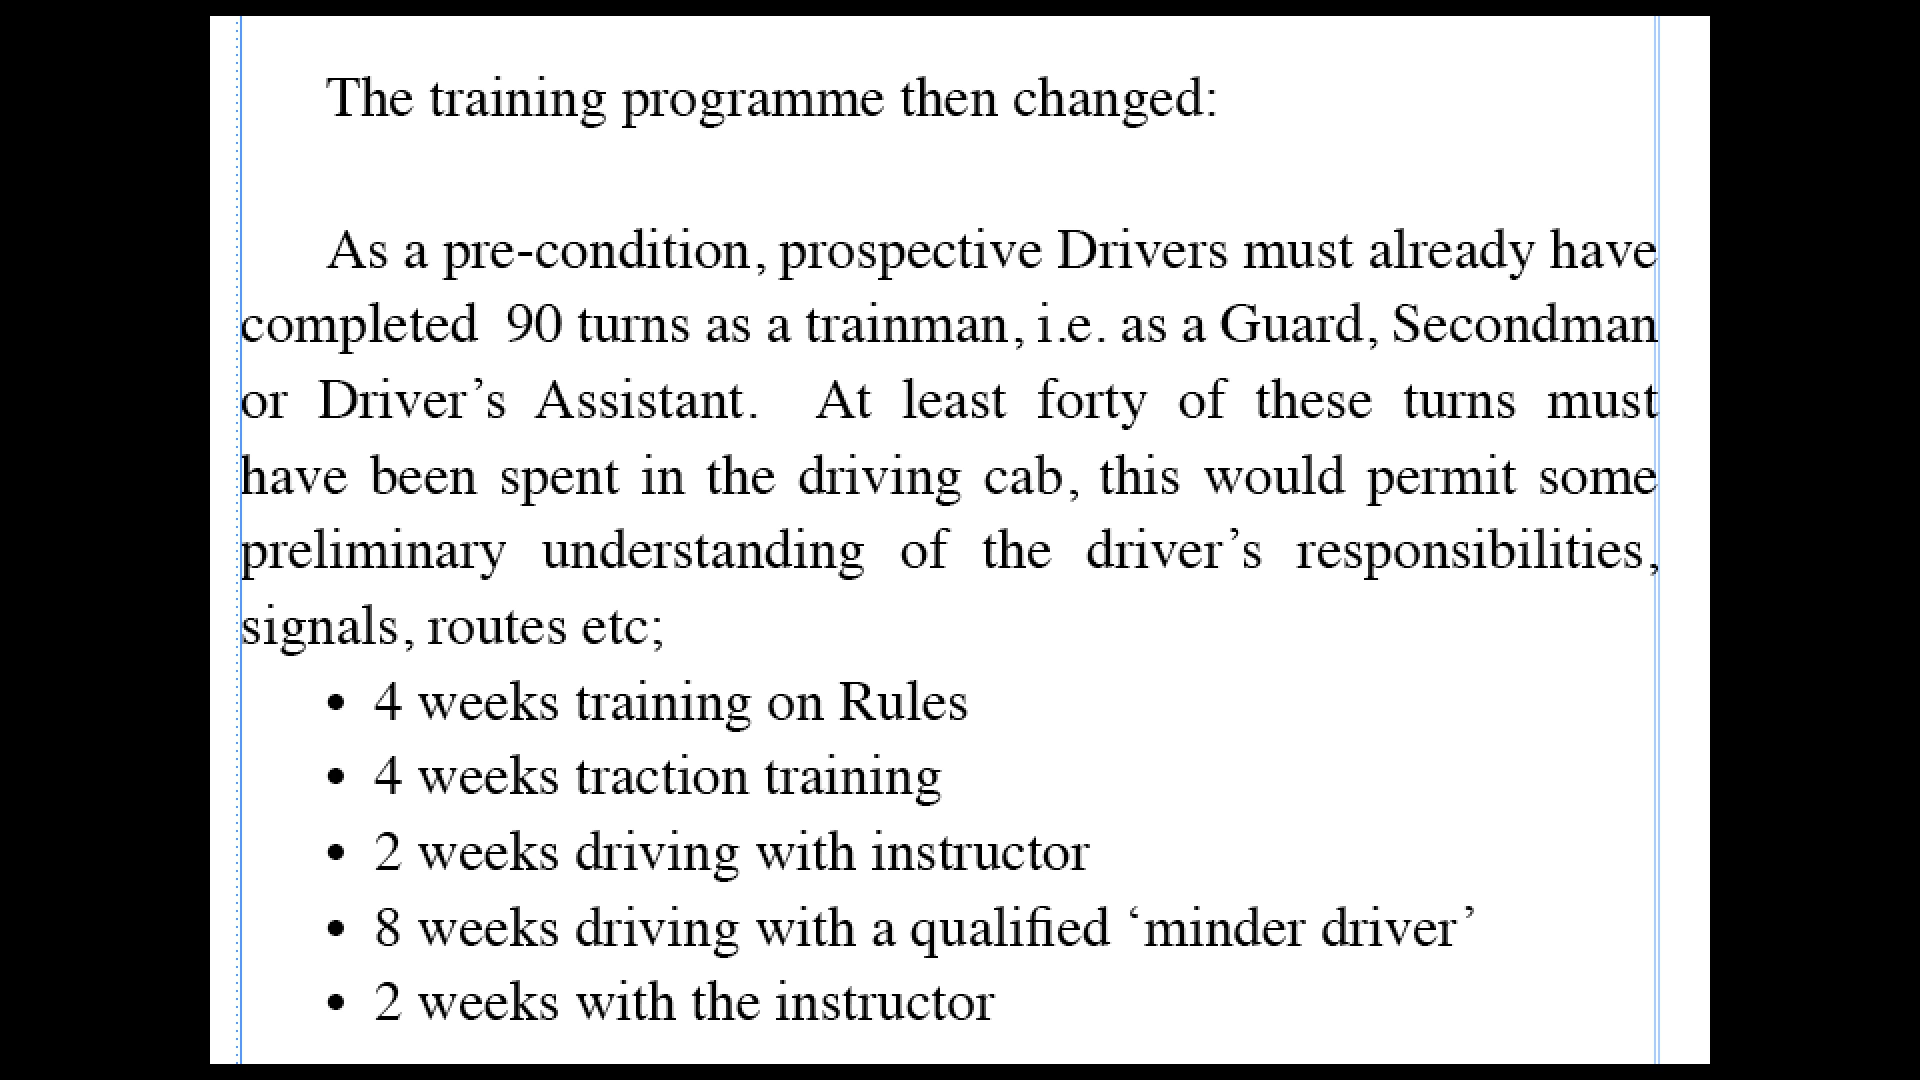 The training programme then changed:
As a pre-condition, prospective Drivers must already have
completed  90 turns as a trainman, i.e. as a Guard, Secondman
or Driver’s Assistant.  At least forty of these turns must
have been spent in the driving cab, this would permit some
preliminary understanding of the driver’s responsibilities,
signals, routes etc;
• 4 weeks training on Rules
• 4 weeks traction training
• 2 weeks driving with instructor
• 8 weeks driving with a qualified ‘minder driver’
• 2 weeks with the instructor